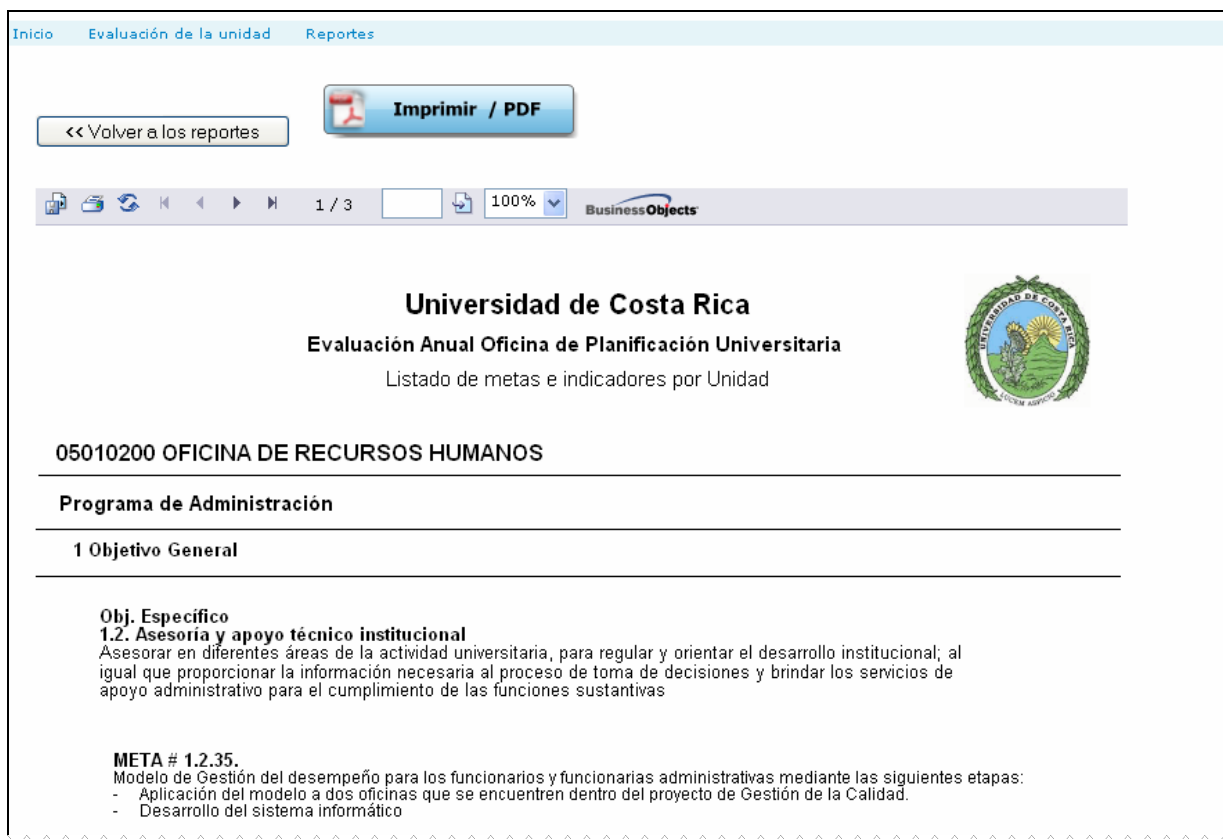 Inicio Evaluación de la unidad Reportes
Imprimir / PDF
<< Volver a los reportes
1 / 3 100% BusinessObjects
Universidad de Costa Rica
Evaluación Anual Oficina de Planificación Universitaria
Listado de metas e indicadores por Unidad
UNIVERSIDAD DE COSTA RICA
LUCEM ASPICIO
05010200 OFICINA DE RECURSOS HUMANOS
Programa de Administración
1 Objetivo General
Obj. Específico
1.2. Asesoría y apoyo técnico institucional
Asesorar en diferentes áreas de la actividad universitaria, para regular y orientar el desarrollo institucional; al
igual que proporcionar la información necesaria al proceso de toma de decisiones y brindar los servicios de
apoyo administrativo para el cumplimiento de las funciones sustantivas
META # 1.2.35.
Modelo de Gestión del desempeño para los funcionarios y funcionarias administrativas mediante las siguientes etapas:
- Aplicación del modelo a dos oficinas que se encuentren dentro del proyecto de Gestión de la Calidad.
- Desarrollo del sistema informático